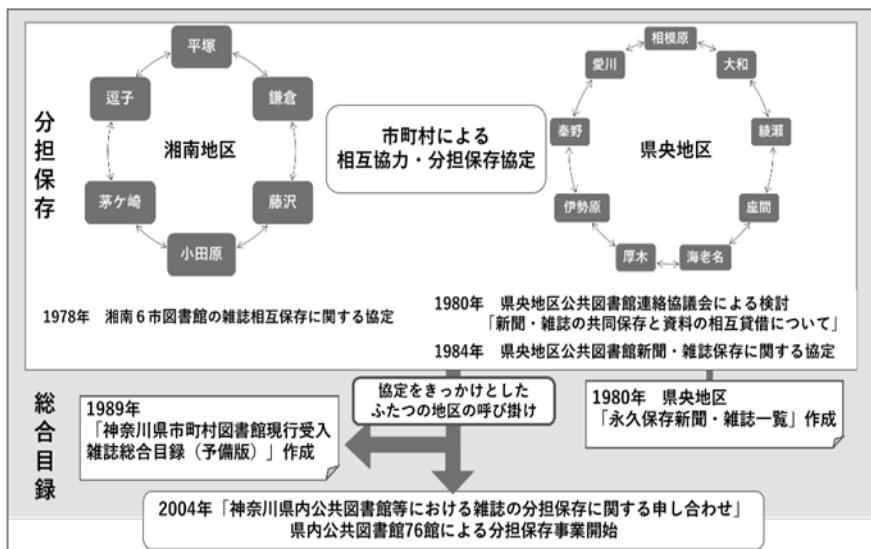 分担保存
平塚
逗子
鎌倉
湘南地区
茅ケ崎
藤沢
小田原
市町村による
相互協力・分担保存協定
相模原
愛川
大和
秦野
綾瀬
県央地区
伊勢原
座間
厚木
海老名
1978年 湘南6市図書館の雑誌相互保存に関する協定
1980年 県央地区公共図書館連絡協議会による検討
「新聞・雑誌の共同保存と資料の相互貸借について」
1984年 県央地区公共図書館新聞・雑誌保存に関する協定
総合目録
協定をきっかけとした
ふたつの地区の呼び掛け
1989年
「神奈川県市町村図書館現行受入
雑誌総合目録（予備版）」作成
1980年 県央地区
「永久保存新聞・雑誌一覧」作成
2004年「神奈川県内公共図書館等における雑誌の分担保存に関する申し合わせ」
県内公共図書館76館による分担保存事業開始